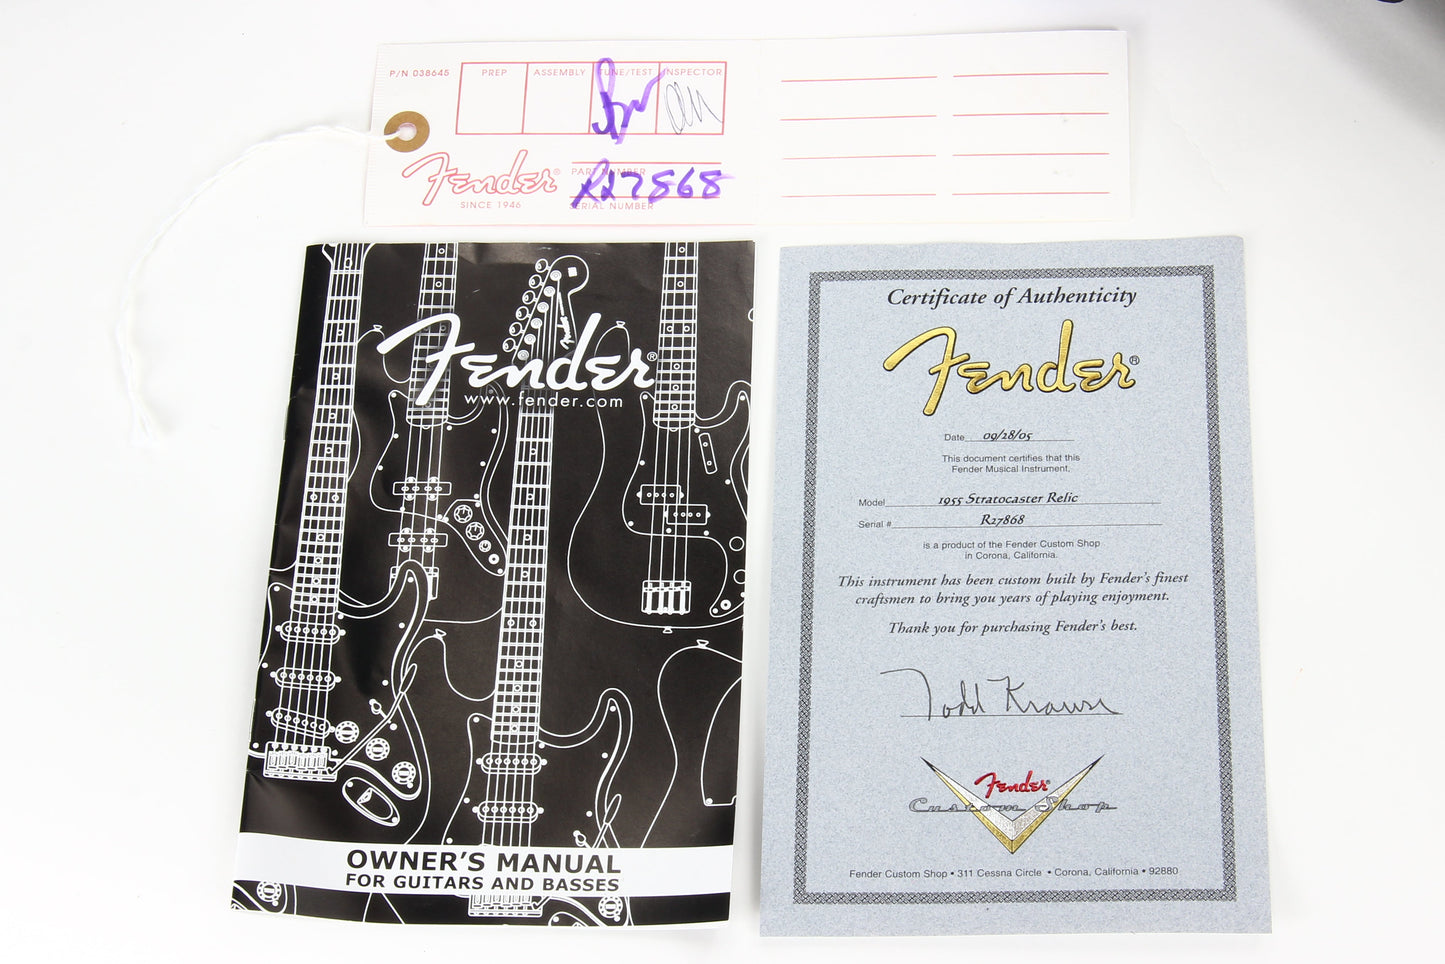 P/N 038645
PREP ASSEMBLY TUNE/TEST INSPECTOR
Fender®
SINCE 1946
PART NUMBER
R27868
SERIAL NUMBER
Fender
Fender®
www.fender.com
OWNER'S MANUAL
FOR GUITARS AND BASSES
Certificate of Authenticity
Fender®
Date 09/28/05
This document certifies that this
Fender Musical Instrument,
Model 1955 Stratocaster Relic
Serial # R27868
is a product of the Fender Custom Shop
in Corona, California.
This instrument has been custom built by Fender's finest
craftsmen to bring you years of playing enjoyment.
Thank you for purchasing Fender's best.
Todd Krause
Fender®
Custom Shop
Fender Custom Shop • 311 Cessna Circle • Corona, California • 92880